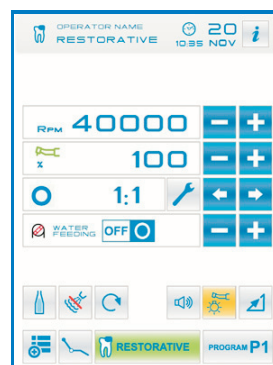 OPERATOR NAME
RESTORATIVE
10:35
20
NOV
i
RPM 40000
% 100
1:1
WATER
FEEDING
OFF
RESTORATIVE
PROGRAM P1